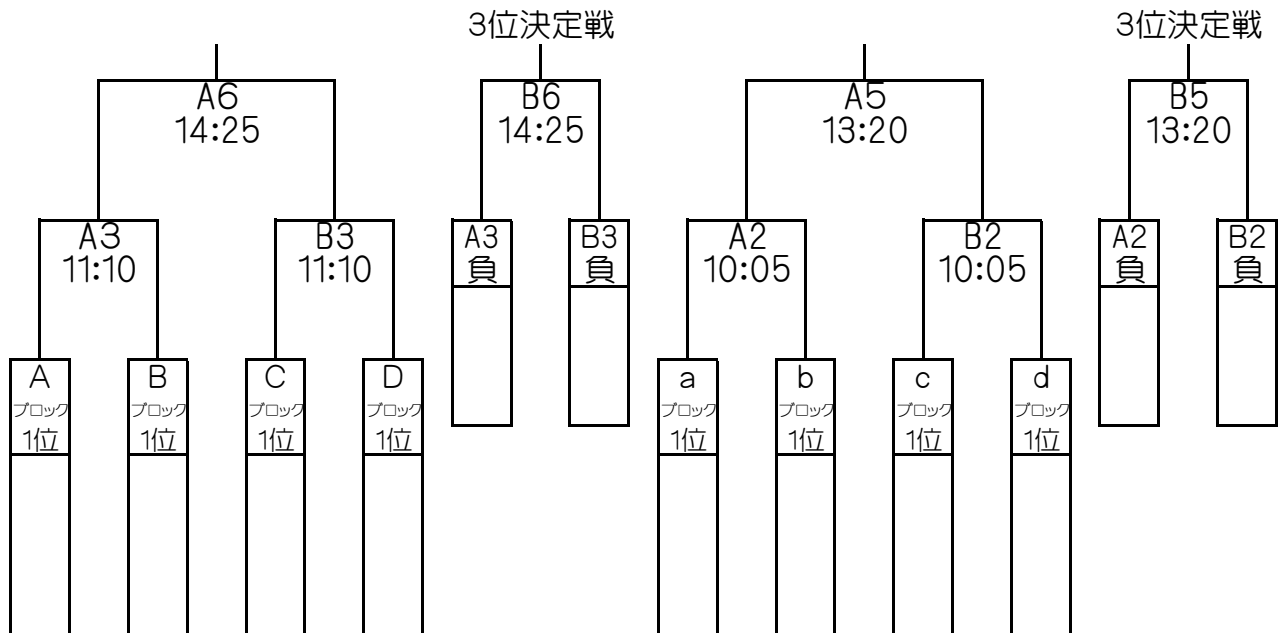 3位決定戦
3位決定戦
A6
14:25
B6
14:25
A5
13:20
B5
13:20
A3
11:10
B3
11:10
A3
負
B3
負
A2
10:05
B2
10:05
A2
負
B2
負
A
ブロック
1位
B
ブロック
1位
C
ブロック
1位
D
ブロック
1位
a
ブロック
1位
b
ブロック
1位
c
ブロック
1位
d
ブロック
1位